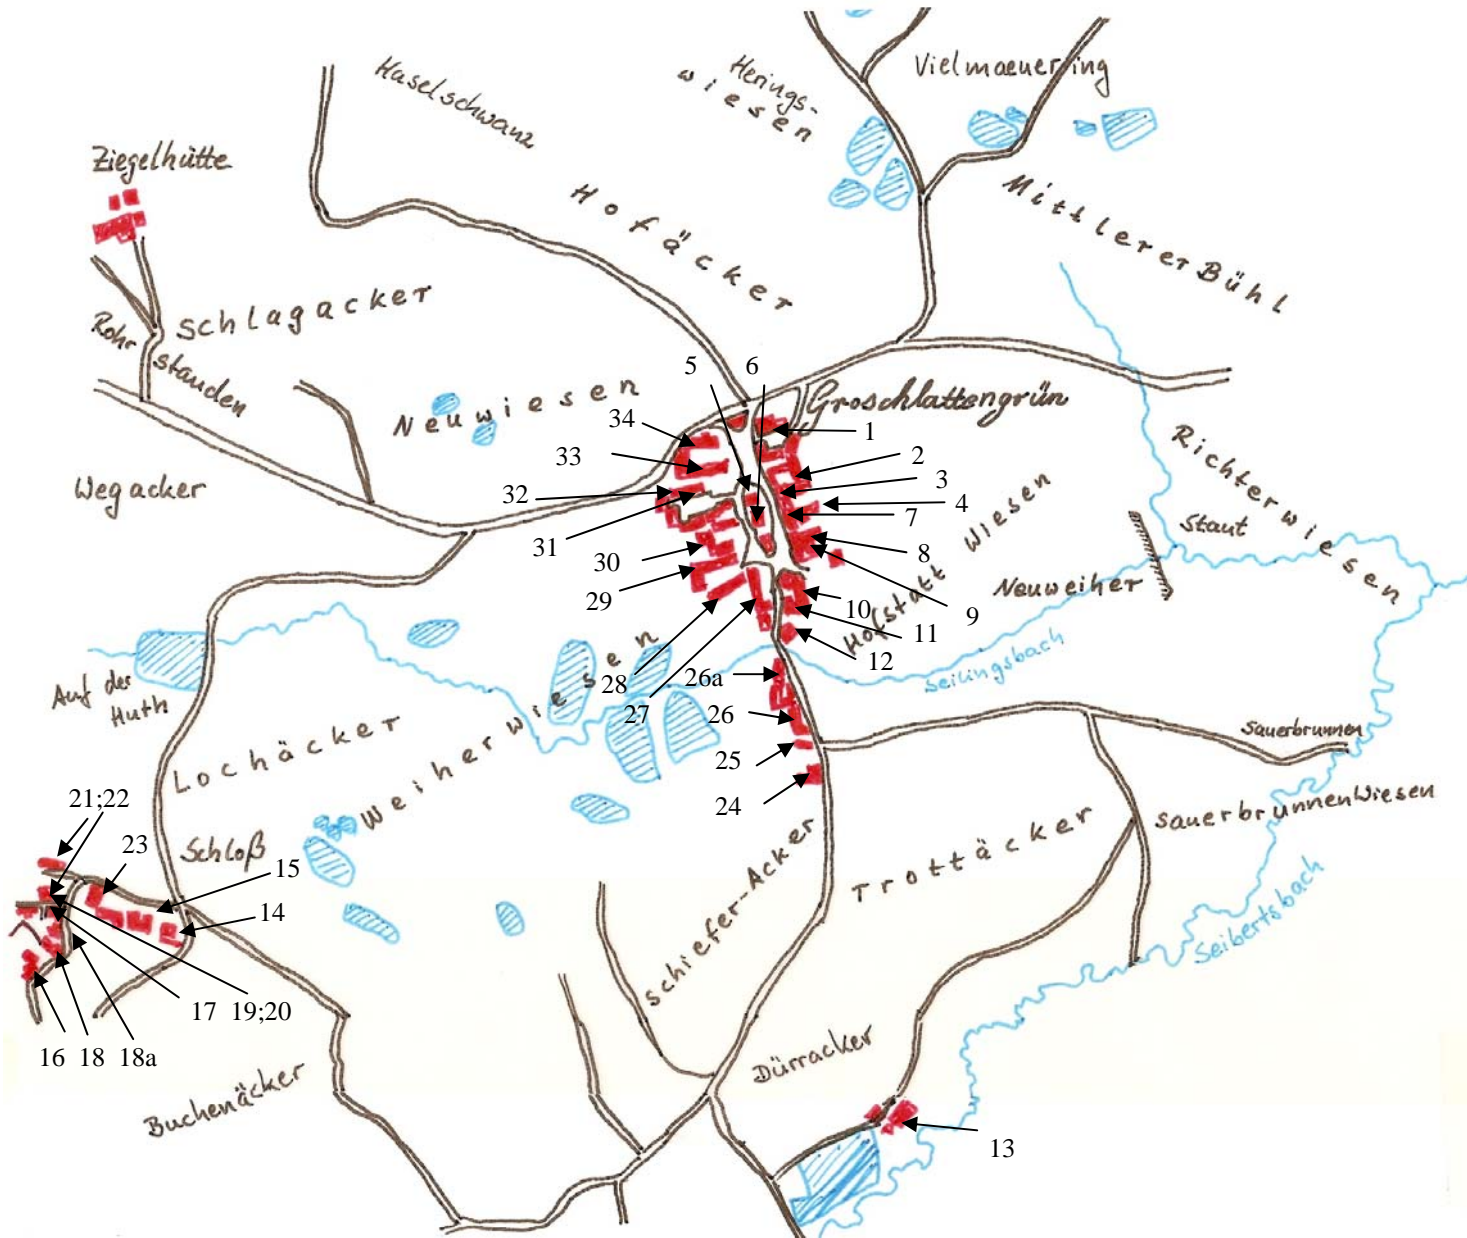 Vielmaeuerring
Herings-
wiesen
Haselschwanz
Ziegelhütte
Mittlerer Bühl
Hofäcker
Schlagacker
Rohr
stauden
Neuwiesen
5
6
Groschlattengrün
34
1
33
2
Richterwiesen
3
32
4
Wegacker
7
Staut
31
8
30
Hofstatt Wiesen
Neuweiher
29
10
9
11
12
28
26a
Seilingsbach
Auf der
Huth
27
26
Weiherwiesen
Lochäcker
25
Sauerbrunnen
24
Sauerbrunnenwiesen
21;22
23
Schloß
15
14
Trottäcker
Schiefer-Acker
Seibertsbach
17
19;20
16
18
18a
Dürracker
Buchenäcker
13